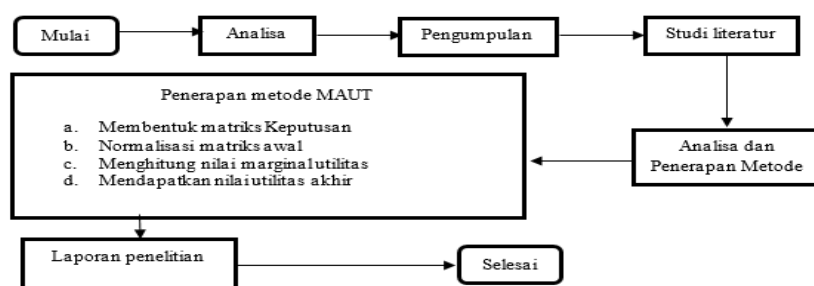 Mulai
Analisa
Pengumpulan
Studi literatur
Analisa dan
Penerapan Metode
Penerapan metode MAUT
a. Membentuk matriks Keputusan
b. Normalisasi matriks awal
c. Menghitung nilai marginal utilitas
d. Mendapatkan nilai utilitas akhir
Laporan penelitian
Selesai